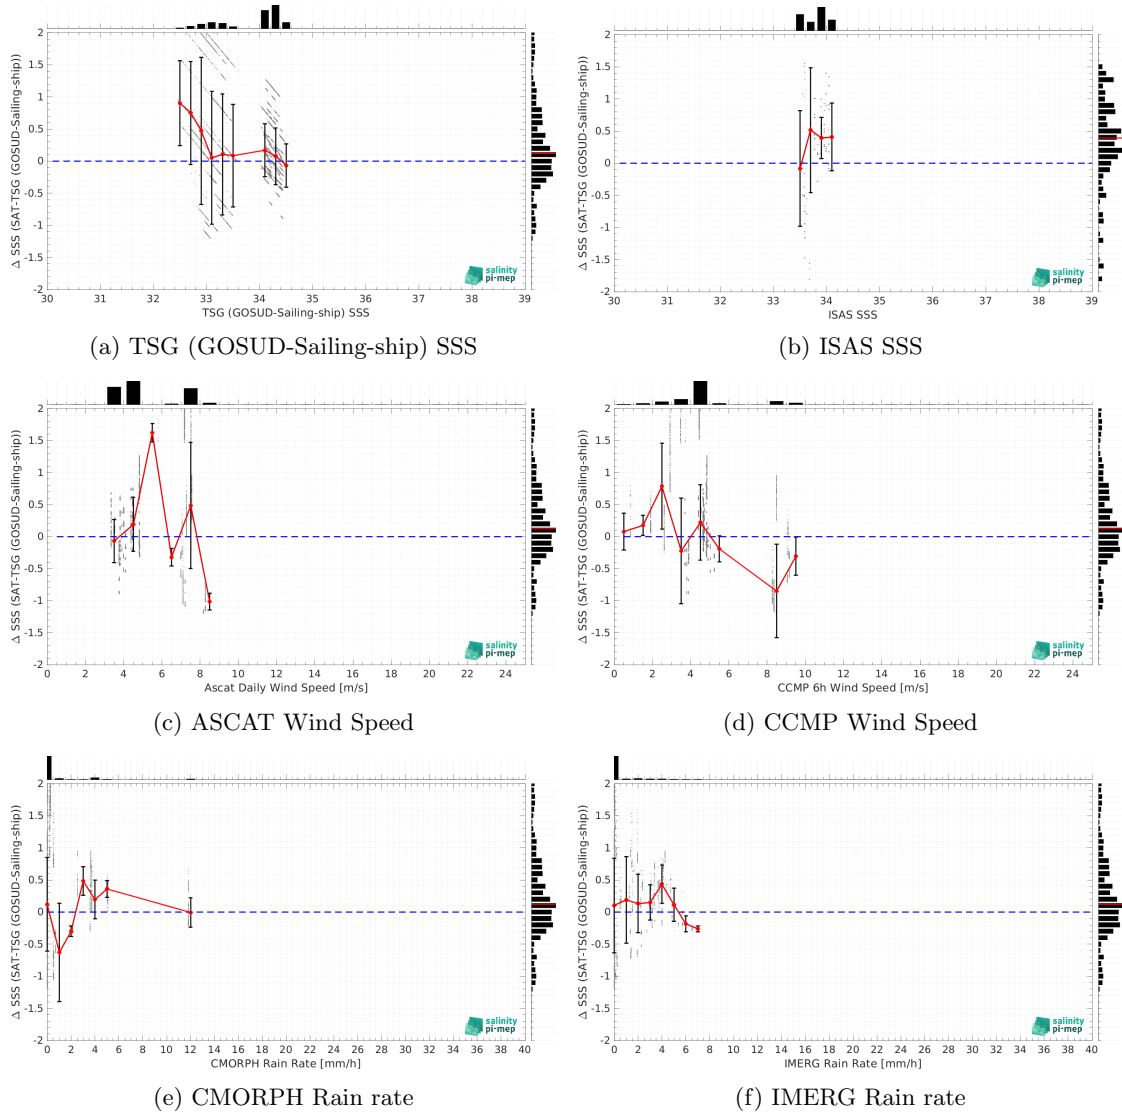 Δ SSS (SAT-TSG (GOSUD-Sailing-ship))
2
1.5
1
0.5
0
-0.5
-1
-1.5
-2
30 31 32 33 34 35 36 37 38 39
TSG (GOSUD-Sailing-ship) SSS
salinity
pi-mep
(a) TSG (GOSUD-Sailing-ship) SSS
Δ SSS (SAT-TSG (GOSUD-Sailing-ship))
2
1.5
1
0.5
0
-0.5
-1
-1.5
-2
30 31 32 33 34 35 36 37 38 39
ISAS SSS
salinity
pi-mep
(b) ISAS SSS
Δ SSS (SAT-TSG (GOSUD-Sailing-ship))
2
1.5
1
0.5
0
-0.5
-1
-1.5
-2
0 2 4 6 8 10 12 14 16 18 20 22 24
Ascat Daily Wind Speed [m/s]
salinity
pi-mep
(c) ASCAT Wind Speed
Δ SSS (SAT-TSG (GOSUD-Sailing-ship))
2
1.5
1
0.5
0
-0.5
-1
-1.5
-2
0 2 4 6 8 10 12 14 16 18 20 22 24
CCMP 6h Wind Speed [m/s]
salinity
pi-mep
(d) CCMP Wind Speed
Δ SSS (SAT-TSG (GOSUD-Sailing-ship))
2
1.5
1
0.5
0
-0.5
-1
-1.5
-2
0 2 4 6 8 10 12 14 16 18 20 22 24 26 28 30 32 34 36 38 40
CMORPH Rain Rate [mm/h]
salinity
pi-mep
(e) CMORPH Rain rate
Δ SSS (SAT-TSG (GOSUD-Sailing-ship))
2
1.5
1
0.5
0
-0.5
-1
-1.5
-2
0 2 4 6 8 10 12 14 16 18 20 22 24 26 28 30 32 34 36 38 40
IMERG Rain Rate [mm/h]
salinity
pi-mep
(f) IMERG Rain rate